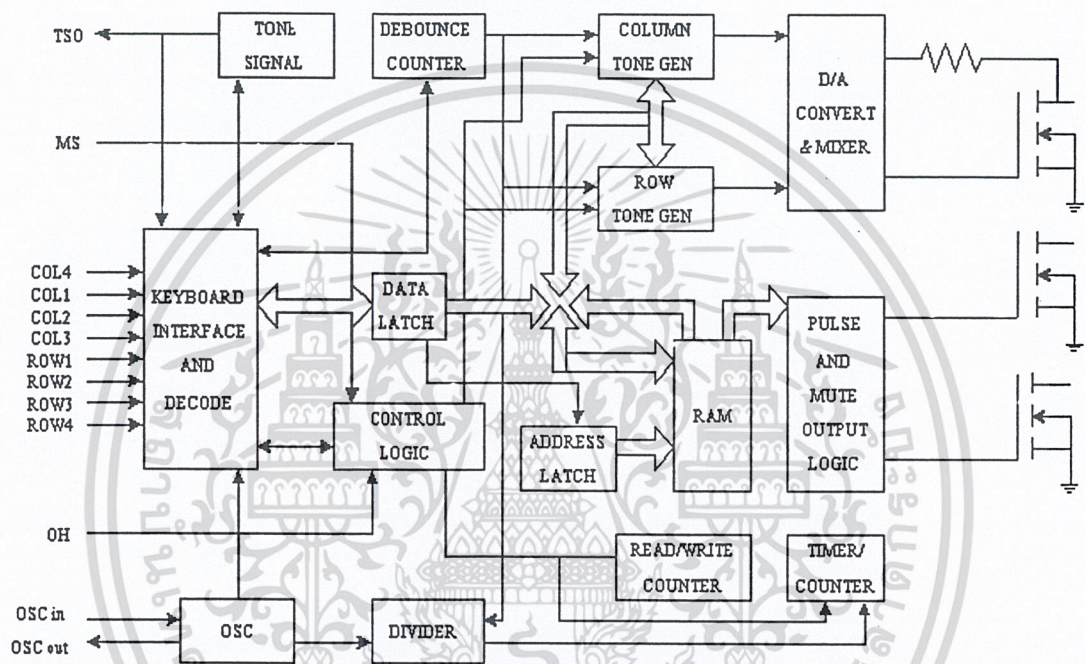 TSO
TONE
SIGNAL
DEBOUNCE
COUNTER
COLUMN
TONE GEN
D/A
CONVERT
& MIXER
MS
ROW
TONE GEN
COL4
COL1
COL2
COL3
ROW1
ROW2
ROW3
ROW4
KEYBOARD
INTERFACE
AND
DECODE
DATA
LATCH
CONTROL
LOGIC
ADDRESS
LATCH
RAM
PULSE
AND
MUTE
OUTPUT
LOGIC
OH
READ/WRITE
COUNTER
TIMER/
COUNTER
OSC in
OSC out
OSC
DIVIDER